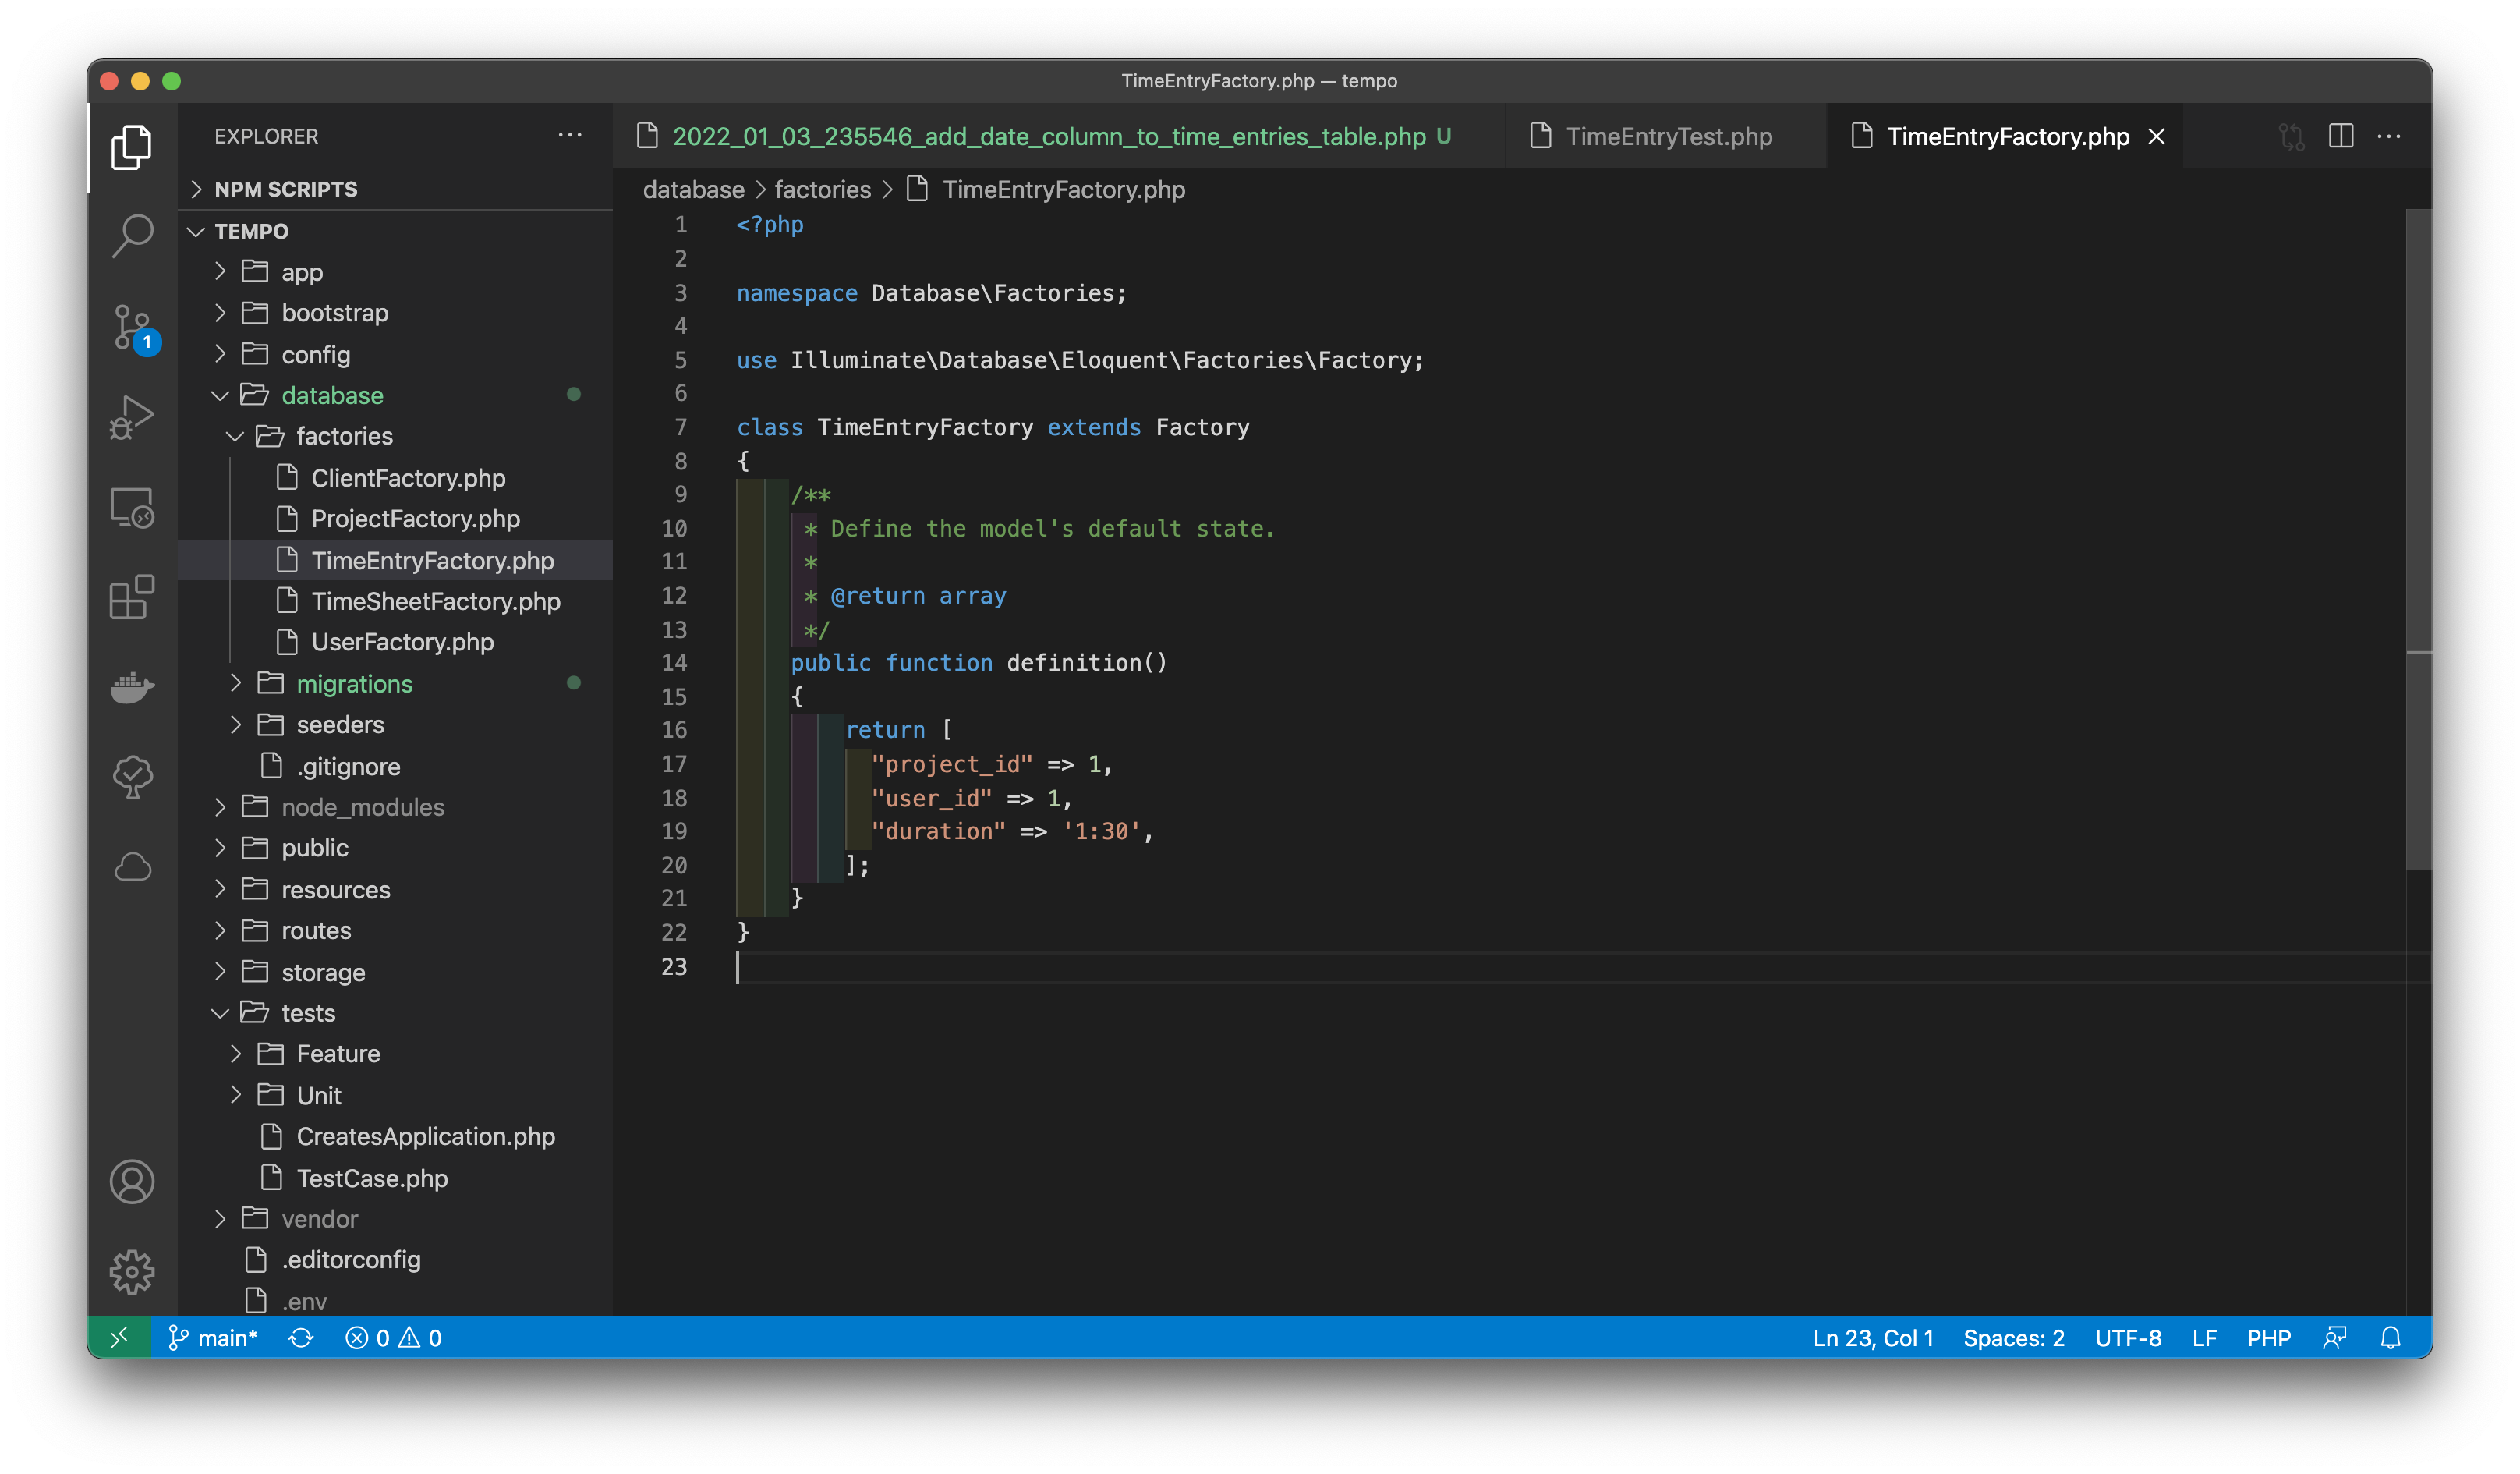 TimeEntryFactory.php — tempo
EXPLORER
NPM SCRIPTS
TEMPO
app
bootstrap
config
database
factories
ClientFactory.php
ProjectFactory.php
TimeEntryFactory.php
TimeSheetFactory.php
UserFactory.php
migrations
seeders
.gitignore
node_modules
public
resources
routes
storage
tests
Feature
Unit
CreatesApplication.php
TestCase.php
vendor
.editorconfig
.env
1
2022_01_03_235546_add_date_column_to_time_entries_table.php U
TimeEntryTest.php
TimeEntryFactory.php
database > factories > TimeEntryFactory.php
1 <?php
2
3 namespace Database\Factories;
4
5 use Illuminate\Database\Eloquent\Factories\Factory;
6
7 class TimeEntryFactory extends Factory
8 {
9 /**
10 * Define the model's default state.
11 *
12 * @return array
13 */
14 public function definition()
15 {
16 return [
17 "project_id" => 1,
18 "user_id" => 1,
19 "duration" => '1:30',
20 ];
21 }
22 }
23
main* 0 0
Ln 23, Col 1 Spaces: 2 UTF-8 LF PHP